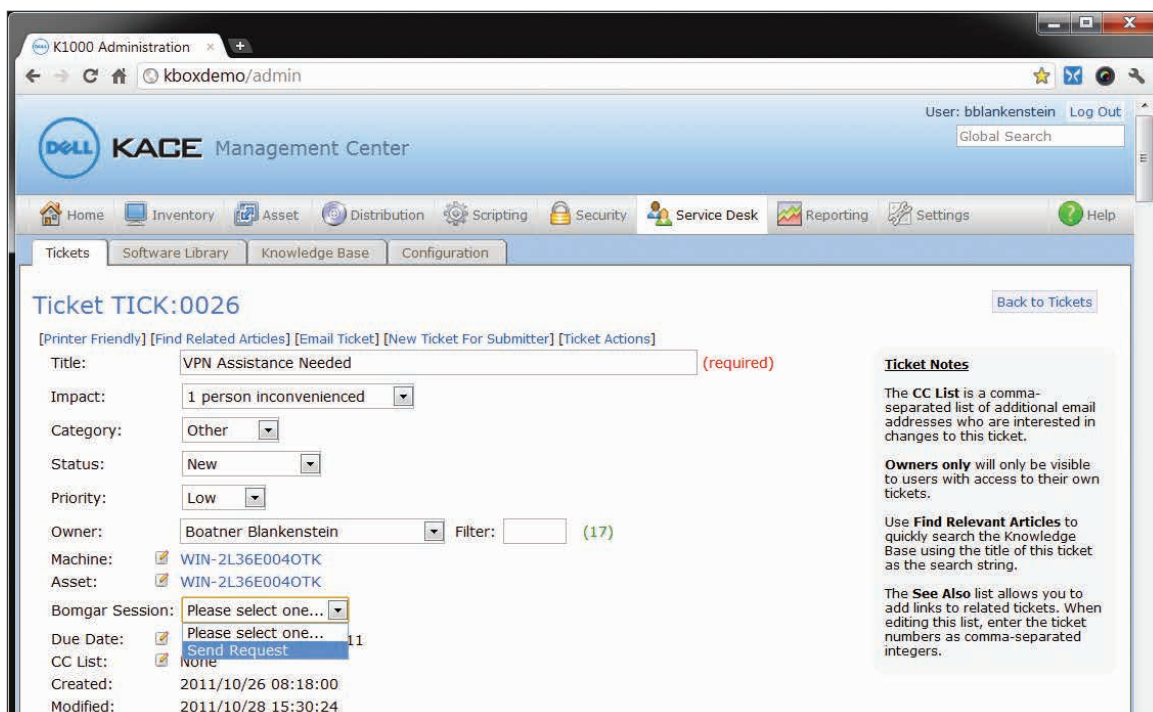 K1000 Administration
kboxdemo/admin
User: bblankenstein Log Out
Global Search
DELL KACE Management Center
Home Inventory Asset Distribution Scripting Security Service Desk Reporting Settings Help
Tickets Software Library Knowledge Base Configuration
Ticket TICK:0026
Back to Tickets
[Printer Friendly] [Find Related Articles] [Email Ticket] [New Ticket For Submitter] [Ticket Actions]
Title: VPN Assistance Needed (required)
Impact: 1 person inconvenienced
Category: Other
Status: New
Priority: Low
Owner: Boatner Blankenstein Filter: (17)
Machine: WIN-2L36E004OTK
Asset: WIN-2L36E004OTK
Bomgar Session: Please select one...
Please select one...
Send Request
Due Date: 11
CC List: None
Created: 2011/10/26 08:18:00
Modified: 2011/10/28 15:30:24
Ticket Notes
The CC List is a comma-
separated list of additional email
addresses who are interested in
changes to this ticket.
Owners only will only be visible
to users with access to their own
tickets.
Use Find Relevant Articles to
quickly search the Knowledge
Base using the title of this ticket
as the search string.
The See Also list allows you to
add links to related tickets. When
editing this list, enter the ticket
numbers as comma-separated
integers.